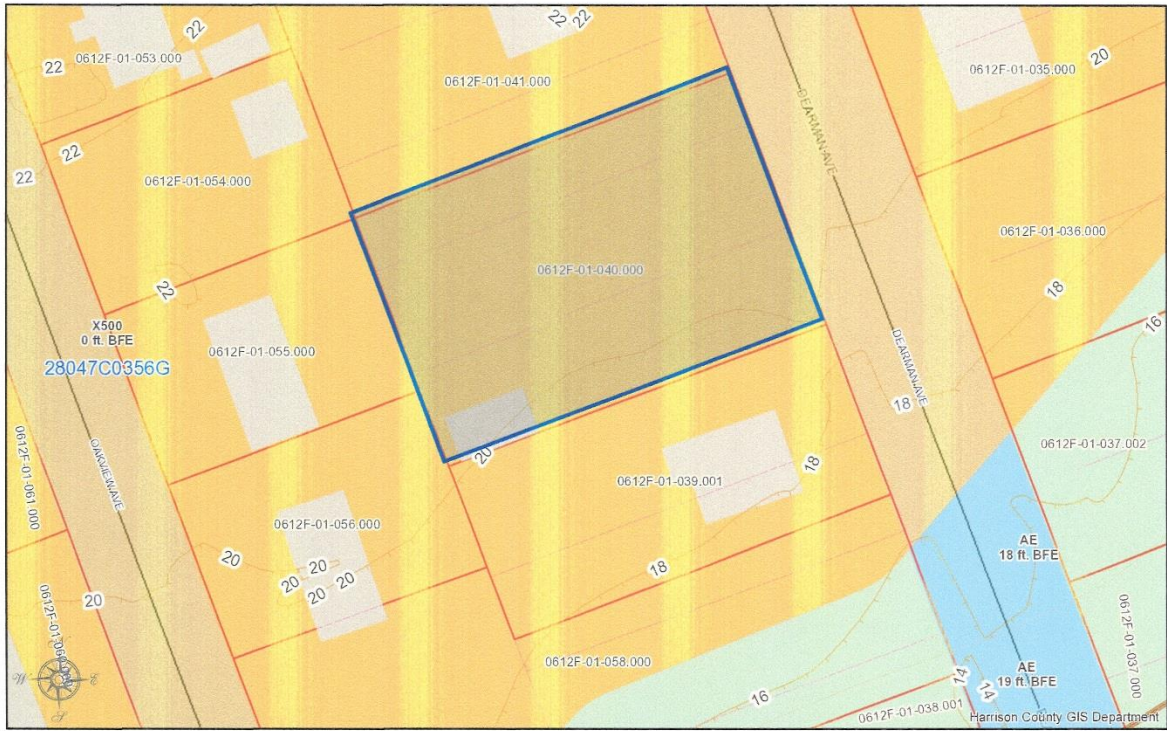 22
22 22
0612F-01-053.000
22
0612F-01-041.000
0612F-01-035.000
20
DEARMAN AVE
22
22
0612F-01-054.000
0612F-01-036.000
0612F-01-040.000
22
18
16
X500
0 ft. BFE
28047C0356G
0612F-01-055.000
DEARMAN AVE
18
0612F-01-037.002
OAKVIEW AVE
0612F-01-061.000
20
18
0612F-01-039.001
0612F-01-056.000
20
20
20
20
20
18
AE
18 ft. BFE
20
0612F-01-058.000
0612F-01-037.000
AE
19 ft. BFE
14
14
16
0612F-01-038.001
W E
S
Harrison County GIS Department